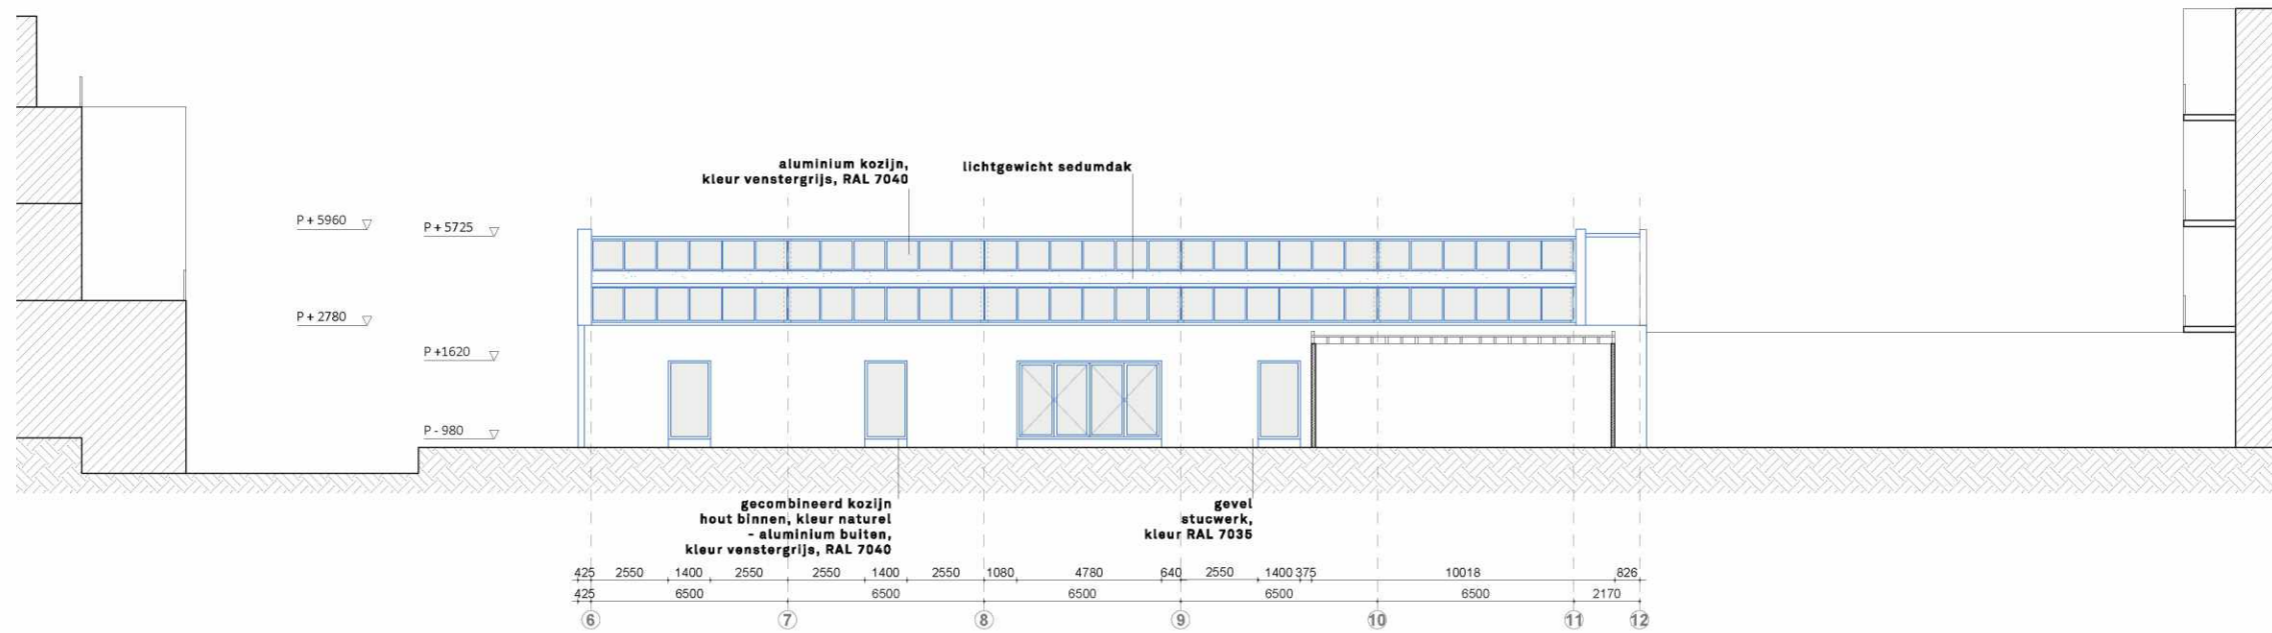 aluminium kozijn,
kleur venstergrijs, RAL 7040
lichtgewicht sedumdak
P + 5960
P + 5725
P + 2780
P +1620
P - 980
gecombineerd kozijn
hout binnen, kleur naturel
- aluminium buiten,
kleur venstergrijs, RAL 7040
gevel
stucwerk,
kleur RAL 7035
425 2550 1400 2550 2550 1400 2550 1080 4780 640 2550 1400 375 10018 826
425 6500 6500 6500 6500 6500 2170
6 7 8 9 10 11 12